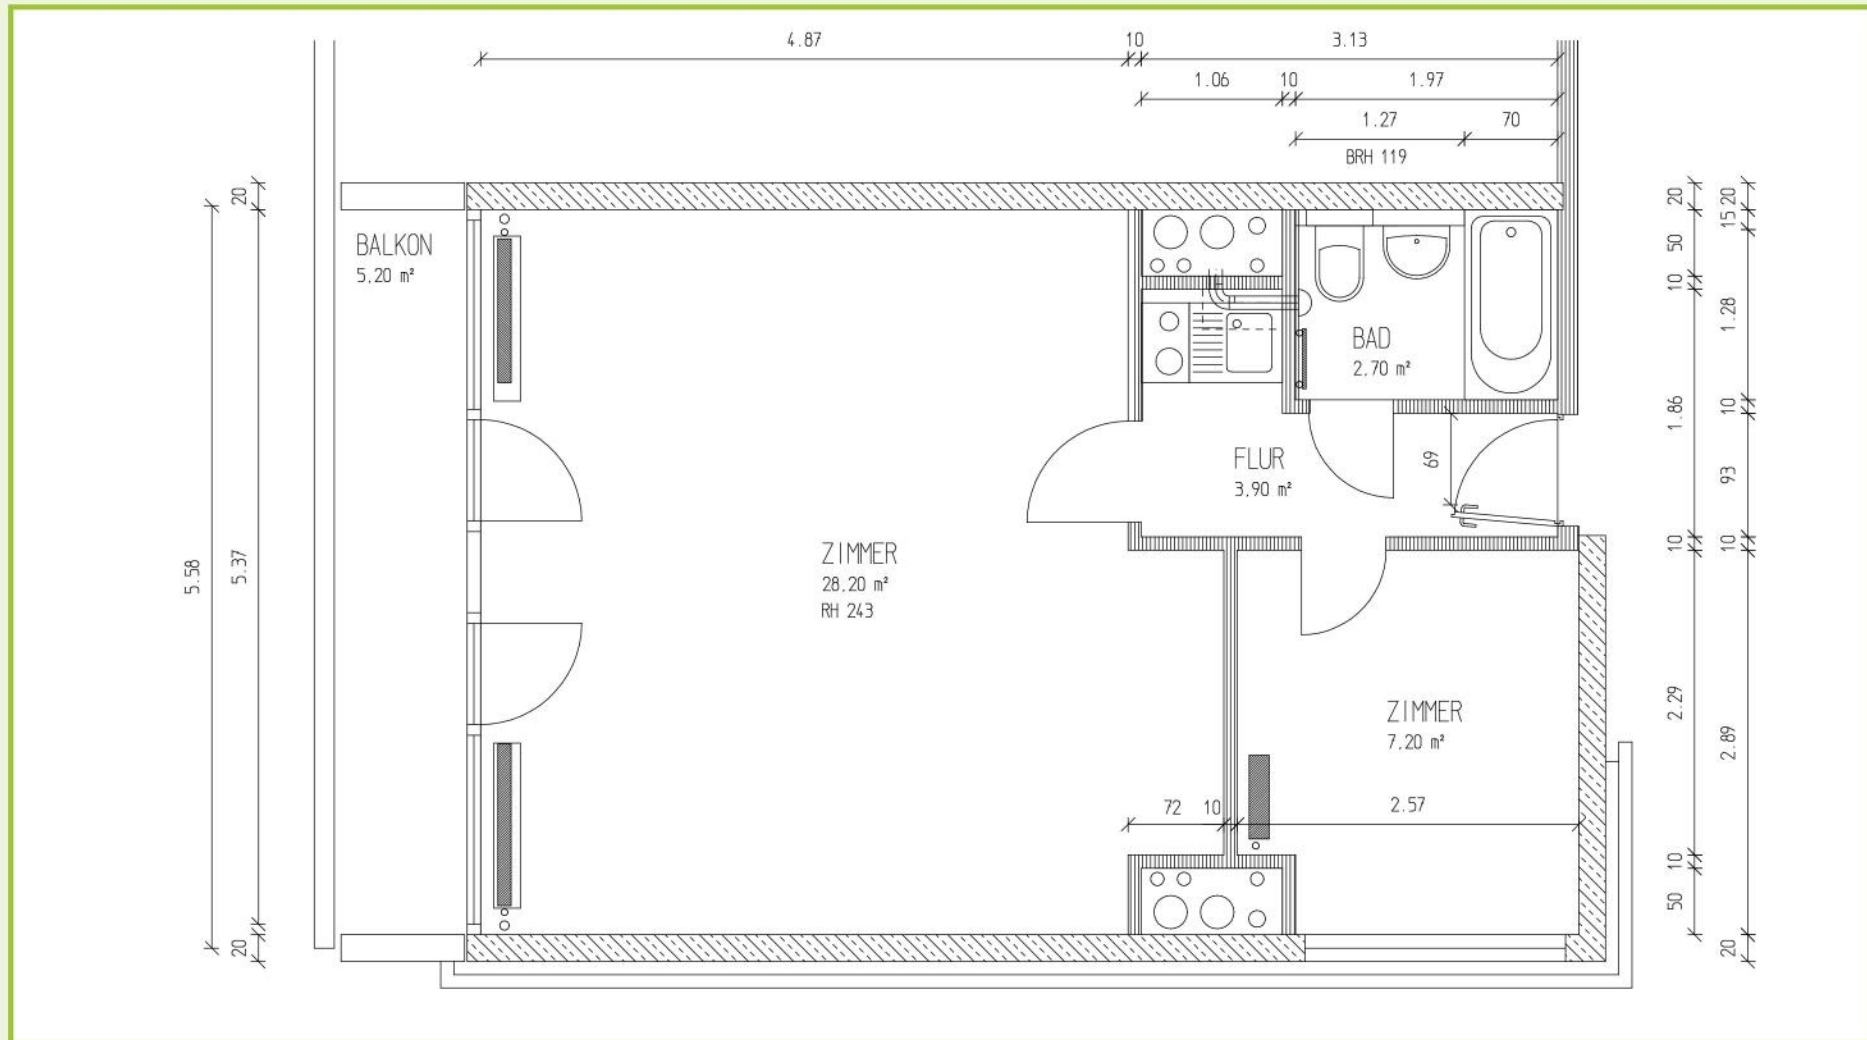 4.87 10 3.13
1.06 10 1.97
1.27 70
BRH 119
20
5.58
5.37
20
BALKON
5,20 m²
ZIMMER
28,20 m²
RH 243
BAD
2.70 m²
FLUR
3,90 m²
69
ZIMMER
7,20 m²
72 10 2.57
20
50
10
1.86
10
2.29
10
50
20
15
1.28
10
93
10
2.89
20